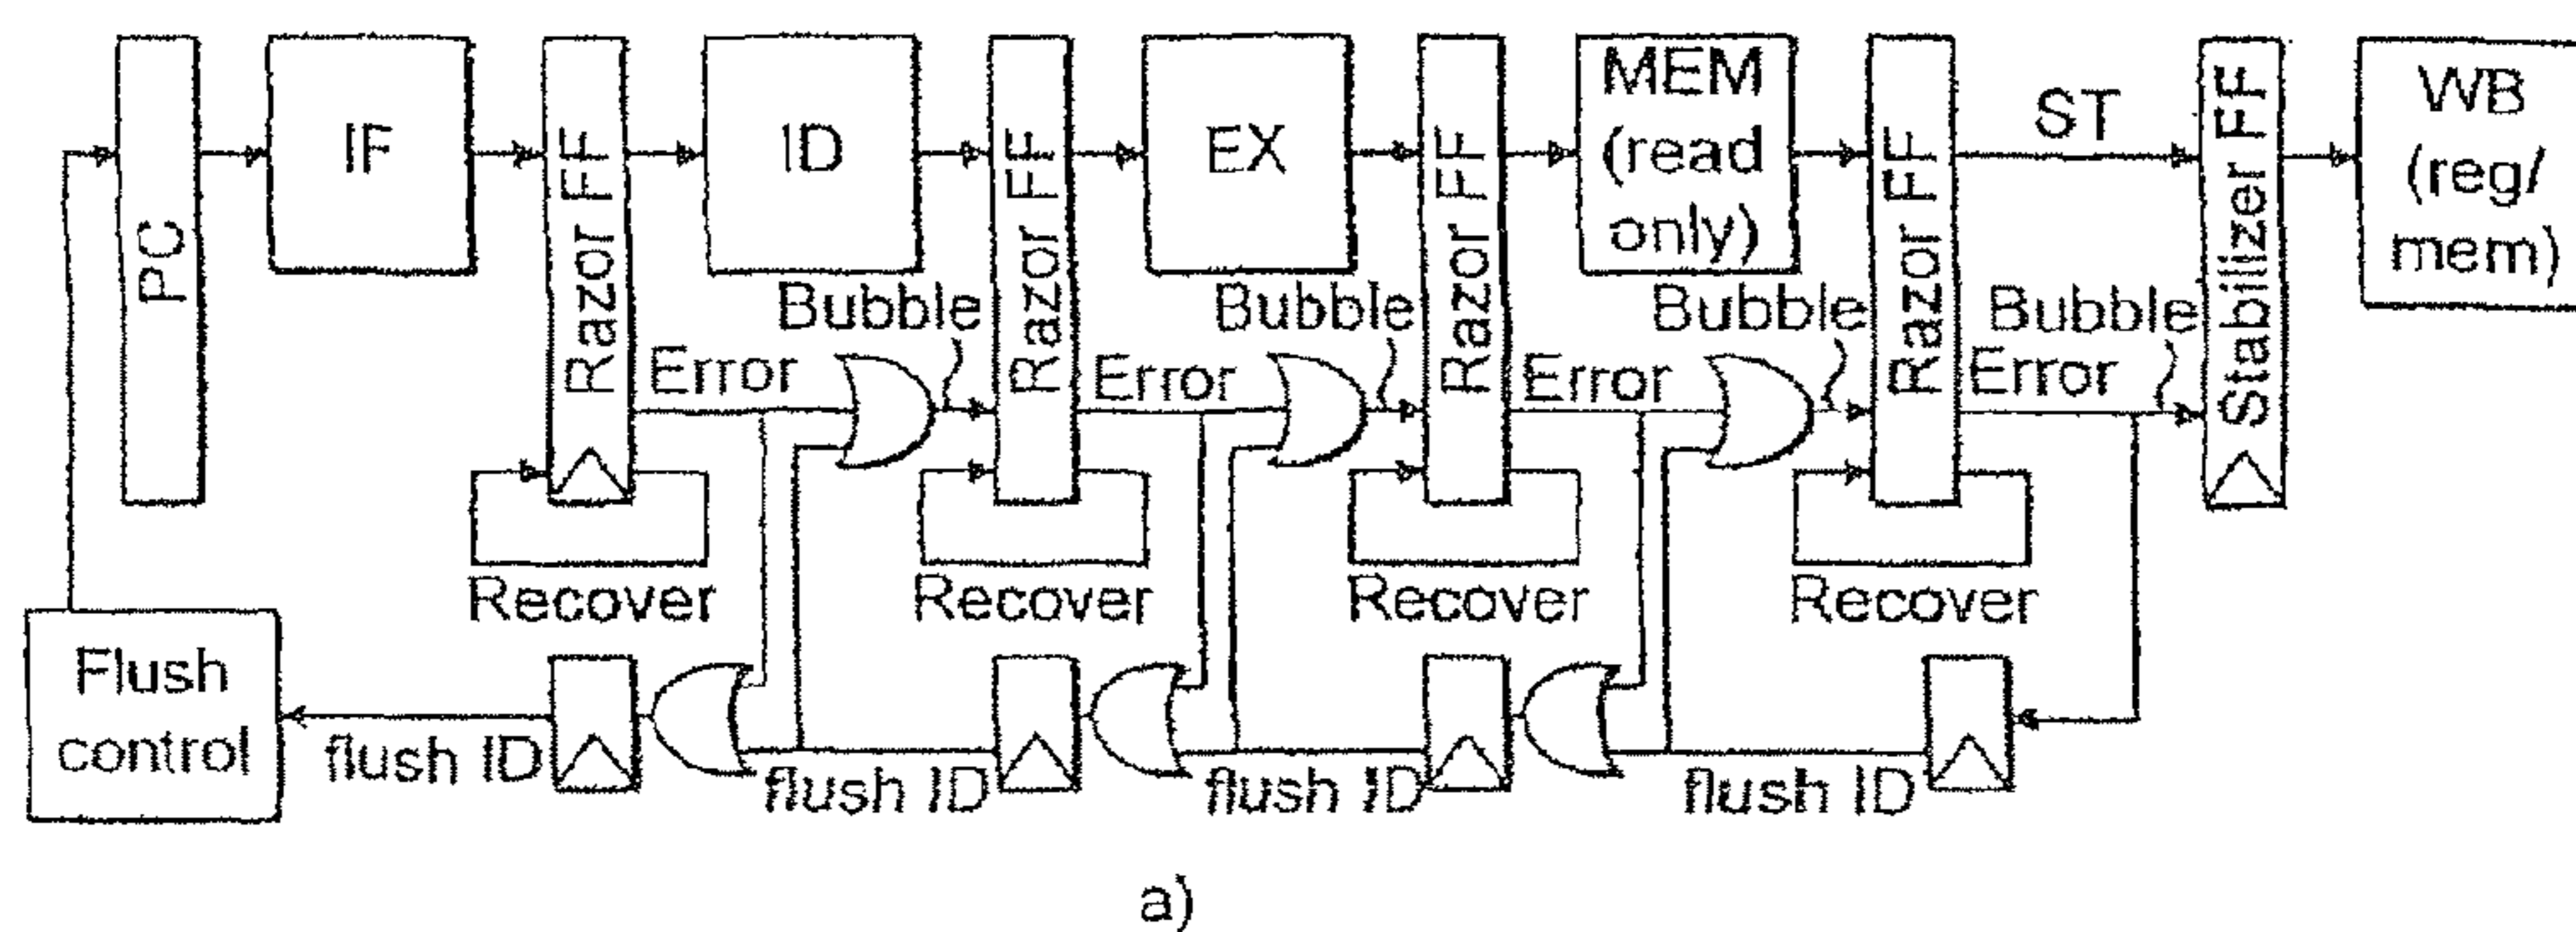 PC
IF
Razor FF
ID
Razor FF
EX
Razor FF
MEM
(read
only)
Razor FF
ST
Stabilizer FF
WB
(reg/
mem)
Bubble
Bubble
Bubble
Bubble
Error
Error
Error
Error
Recover
Recover
Recover
Recover
Flush
control
flush ID
flush ID
flush ID
flush ID
a)